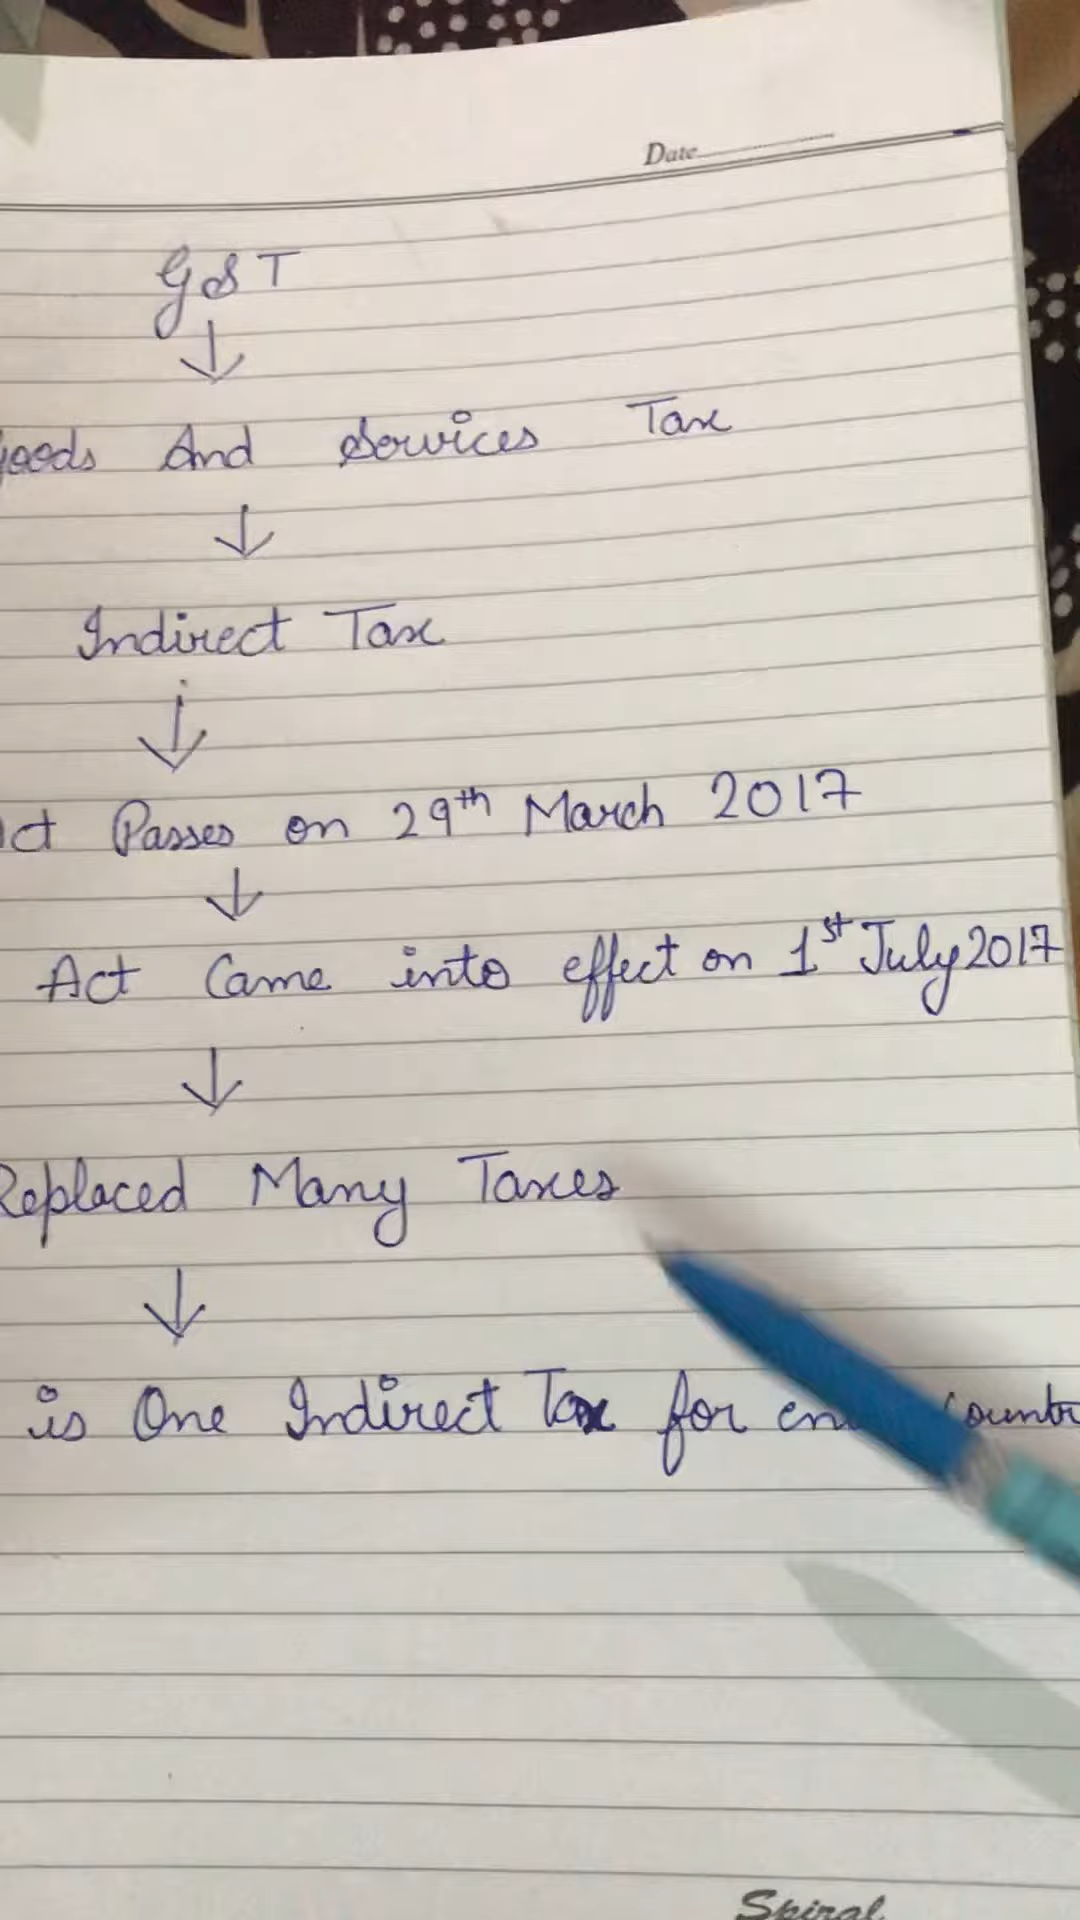 Date
GST
Goods And Services Tax
Indirect Tax
Act Passes on 29th March 2017
Act Came into effect on 1st July 2017
Replaced Many Taxes
is One Indirect Tax for
Spiral